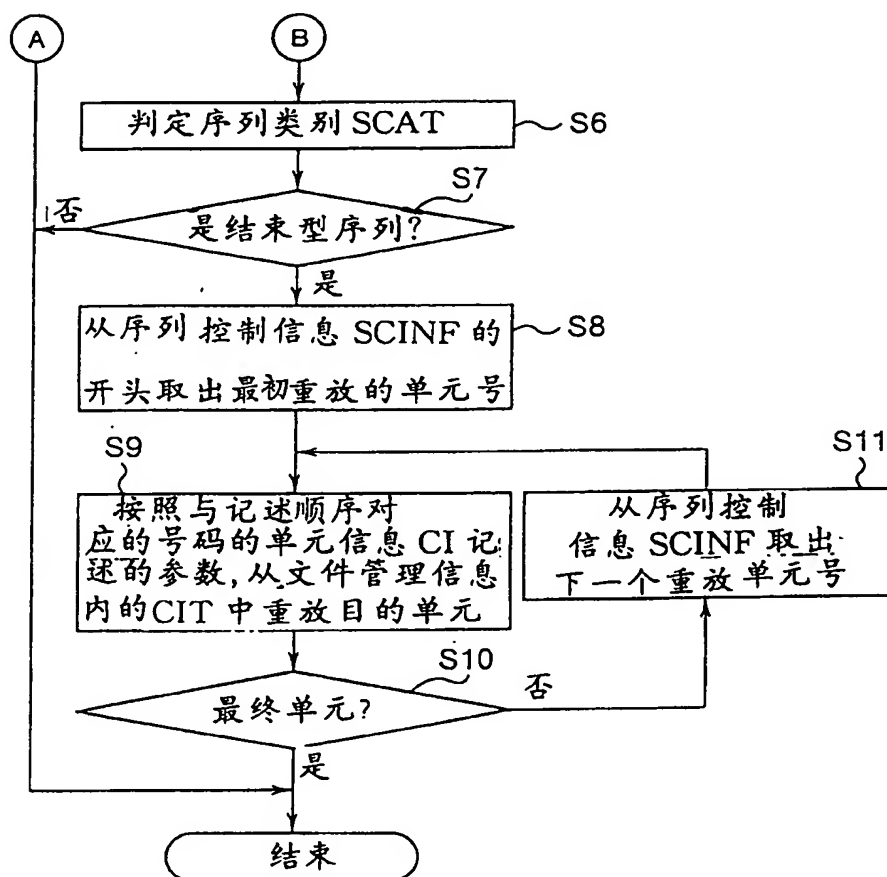 A
B
判定序列类别 SCAT
S6
S7
否
是结束型序列?
是
从序列控制信息 SCINF 的
开头取出最初重放的单元号
S8
S9
按照与记述顺序对
应的号码的单元信息 CI 记
述的参数,从文件管理信息
内的CIT 中重放目的单元
S11
从序列控制
信息 SCINF 取出
下一个重放单元号
S10
最终单元?
否
是
结束